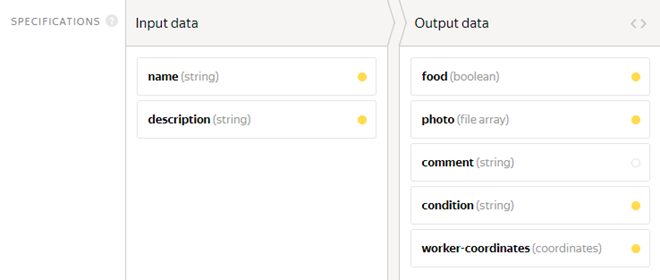 SPECIFICATIONS ?
Input data
Output data <>
name (string)
description (string)
food (boolean)
photo (file array)
comment (string)
condition (string)
worker-coordinates (coordinates)